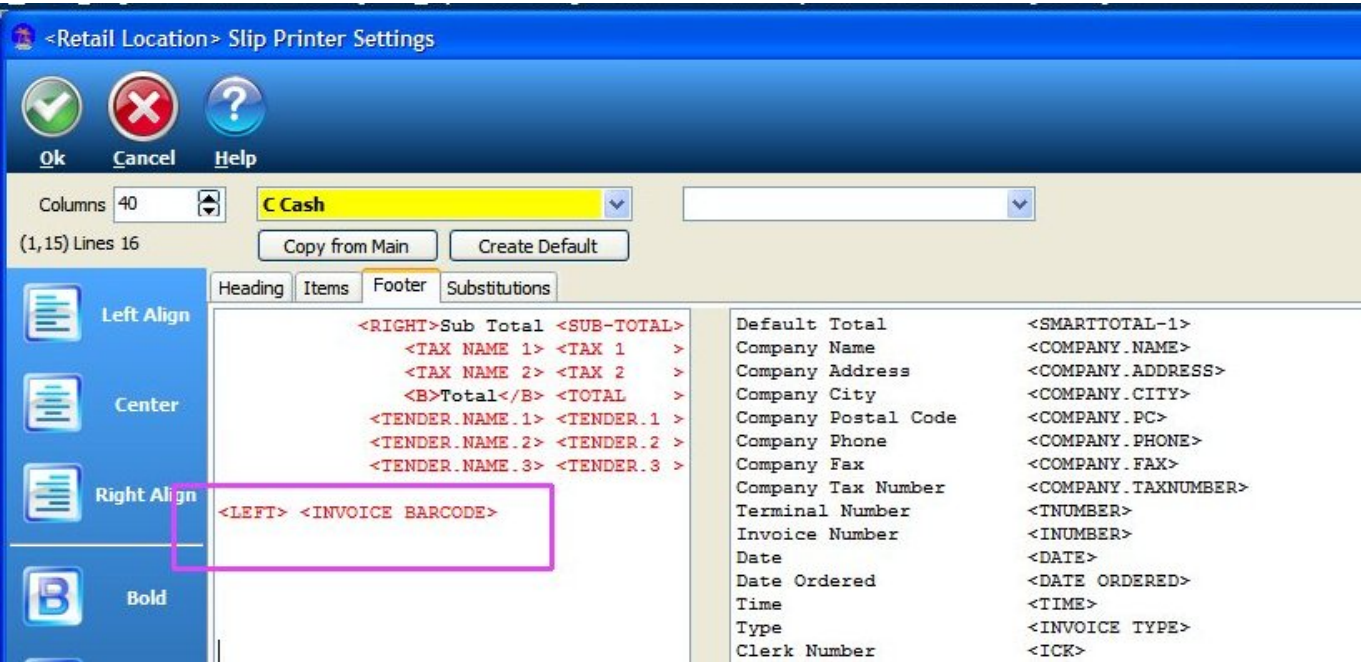 <Retail Location> Slip Printer Settings
Ok Cancel Help
Columns 40 C Cash
(1,15) Lines 16 Copy from Main Create Default
Heading Items Footer Substitutions
Left Align
Center
Right Align
Bold
<RIGHT>Sub Total <SUB-TOTAL>
<TAX NAME 1> <TAX 1     >
<TAX NAME 2> <TAX 2     >
<B>Total</B> <TOTAL     >
<TENDER.NAME.1> <TENDER.1 >
<TENDER.NAME.2> <TENDER.2 >
<TENDER.NAME.3> <TENDER.3 >
<LEFT> <INVOICE BARCODE>
Default Total <SMARTTOTAL-1>
Company Name <COMPANY.NAME>
Company Address <COMPANY.ADDRESS>
Company City <COMPANY.CITY>
Company Postal Code <COMPANY.PC>
Company Phone <COMPANY.PHONE>
Company Fax <COMPANY.FAX>
Company Tax Number <COMPANY.TAXNUMBER>
Terminal Number <TNUMBER>
Invoice Number <INUMBER>
Date <DATE>
Date Ordered <DATE ORDERED>
Time <TIME>
Type <INVOICE TYPE>
Clerk Number <ICK>